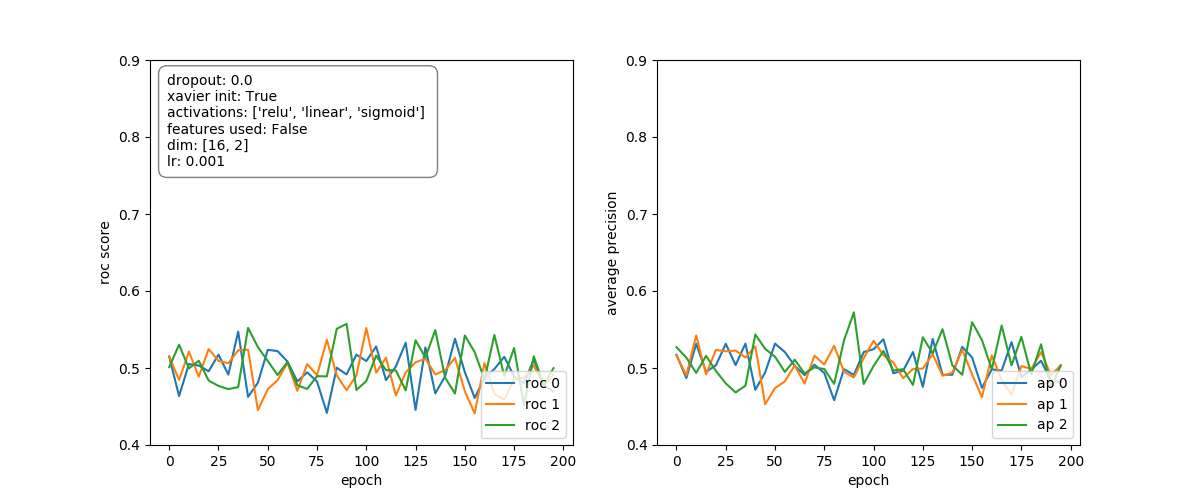 0.9
0.8
0.7
0.6
0.5
0.4
roc score
dropout: 0.0
xavier init: True
activations: ['relu', 'linear', 'sigmoid']
features used: False
dim: [16, 2]
lr: 0.001
roc 0
roc 1
roc 2
0 25 50 75 100 125 150 175 200
epoch
0.9
0.8
0.7
0.6
0.5
0.4
average precision
ap 0
ap 1
ap 2
0 25 50 75 100 125 150 175 200
epoch